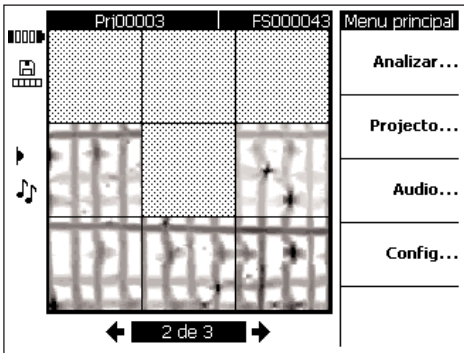 Prj00003 FS000043 Menu principal
Analizar...
Projecto...
Audio...
Config...
2 de 3